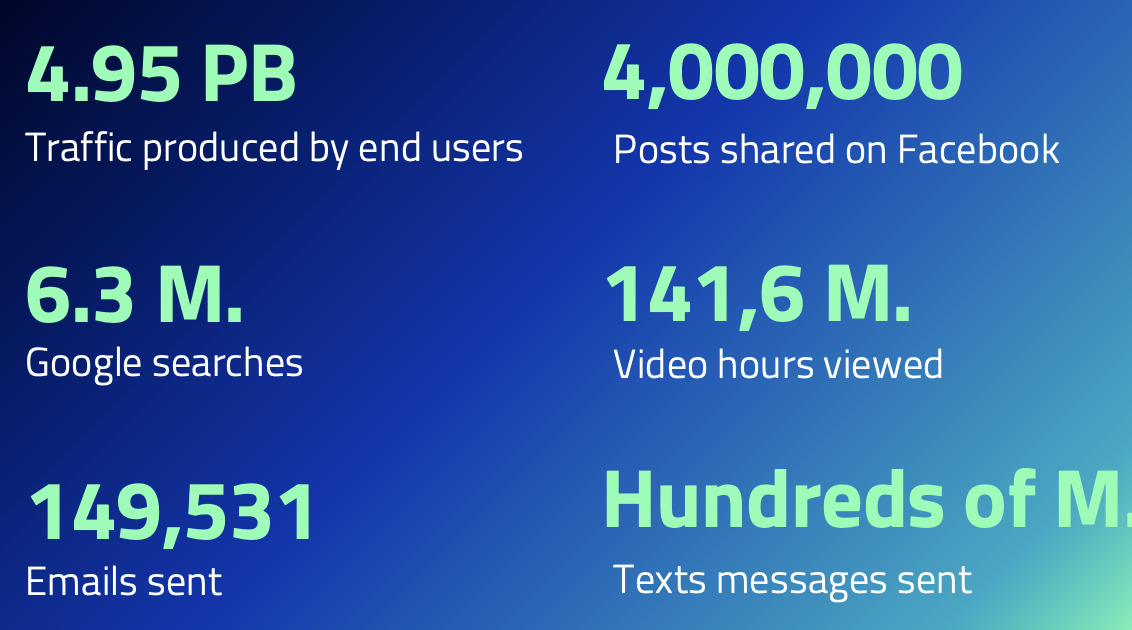 4.95 PB
Traffic produced by end users
4,000,000
Posts shared on Facebook
6.3 M.
Google searches
141,6 M.
Video hours viewed
149,531
Emails sent
Hundreds of M.
Texts messages sent